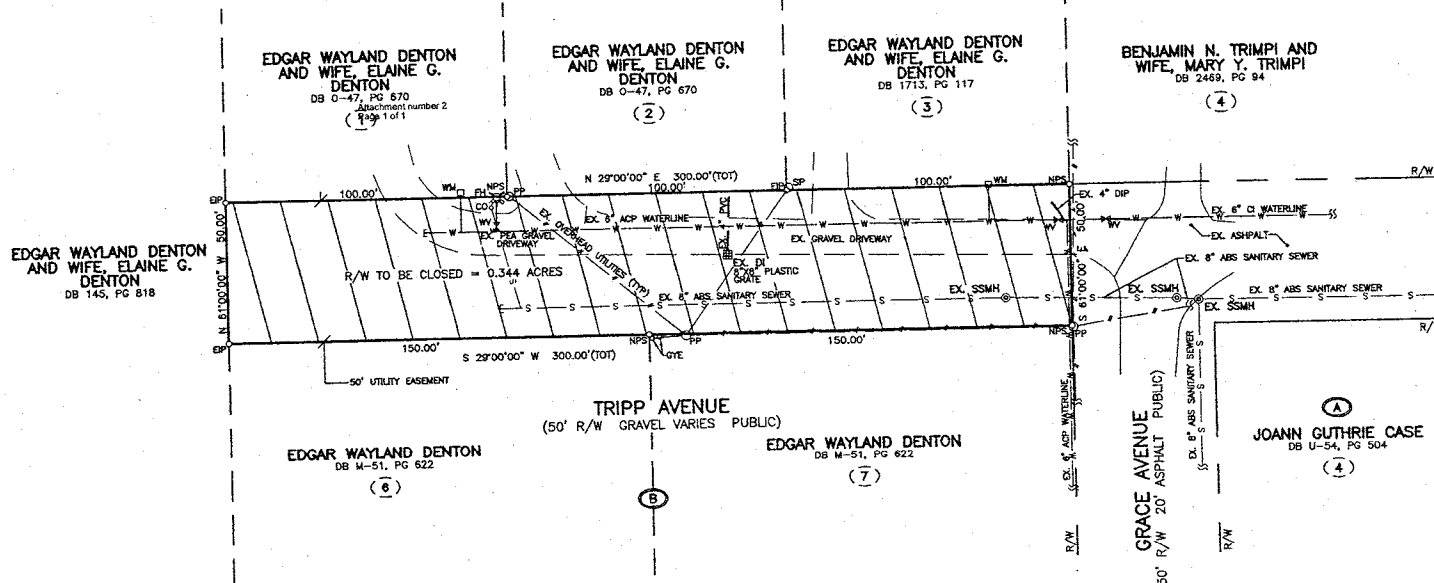 EDGAR WAYLAND DENTON
AND WIFE, ELAINE G.
DENTON
DB O-47, PG 670
Attachment number 2
Page 1 of 1
(1)
EDGAR WAYLAND DENTON
AND WIFE, ELAINE G.
DENTON
DB O-47, PG 670
(2)
EDGAR WAYLAND DENTON
AND WIFE, ELAINE G.
DENTON
DB 1713, PG 117
(3)
BENJAMIN N. TRIMPI AND
WIFE, MARY Y. TRIMPI
DB 2469, PG 94
(4)
R/W
N 29°00'00" E 300.00'(TOT)
100.00'
100.00'
100.00'
EIP
WM
FH
NPS
PP
CO
WV
EIP
SP
WM
NPS
EX. 4" DIP
EX. 6" ACP WATERLINE
EX. 4" PVC
EX. PEA GRAVEL
DRIVEWAY
EX. GRAVEL DRIVEWAY
WV
WV
EX. 6" CI WATERLINE
EX. ASHPALT
EX. OVERHEAD UTILITIES (TYP)
EX. DI
8"X8" PLASTIC
GRATE
R/W TO BE CLOSED = 0.344 ACRES
EX. 8" ABS SANITARY SEWER
EX. SSMH
EX. 8" ABS SANITARY SEWER
EX. SSMH
EX. 8" ABS SANITARY SEWER
EX. SSMH
EDGAR WAYLAND DENTON
AND WIFE, ELAINE G.
DENTON
DB 145, PG 818
N 61°00'00" W 50.00'
S 61°00'00" E 50.00'
EIP
150.00'
S 29°00'00" W 300.00'(TOT)
NPS
PP
GYE
150.00'
NPS
PP
R/
50' UTILITY EASEMENT
TRIPP AVENUE
(50' R/W GRAVEL VARIES PUBLIC)
EDGAR WAYLAND DENTON
DB M-51, PG 622
(6)
B
EDGAR WAYLAND DENTON
DB M-51, PG 622
(7)
EX. 6" ACP WATERLINE
R/W
GRACE AVENUE
50' R/W 20' ASPHALT PUBLIC)
EX. 8" ABS SANITARY SEWER
R/W
A
JOANN GUTHRIE CASE
DB U-54, PG 504
(4)